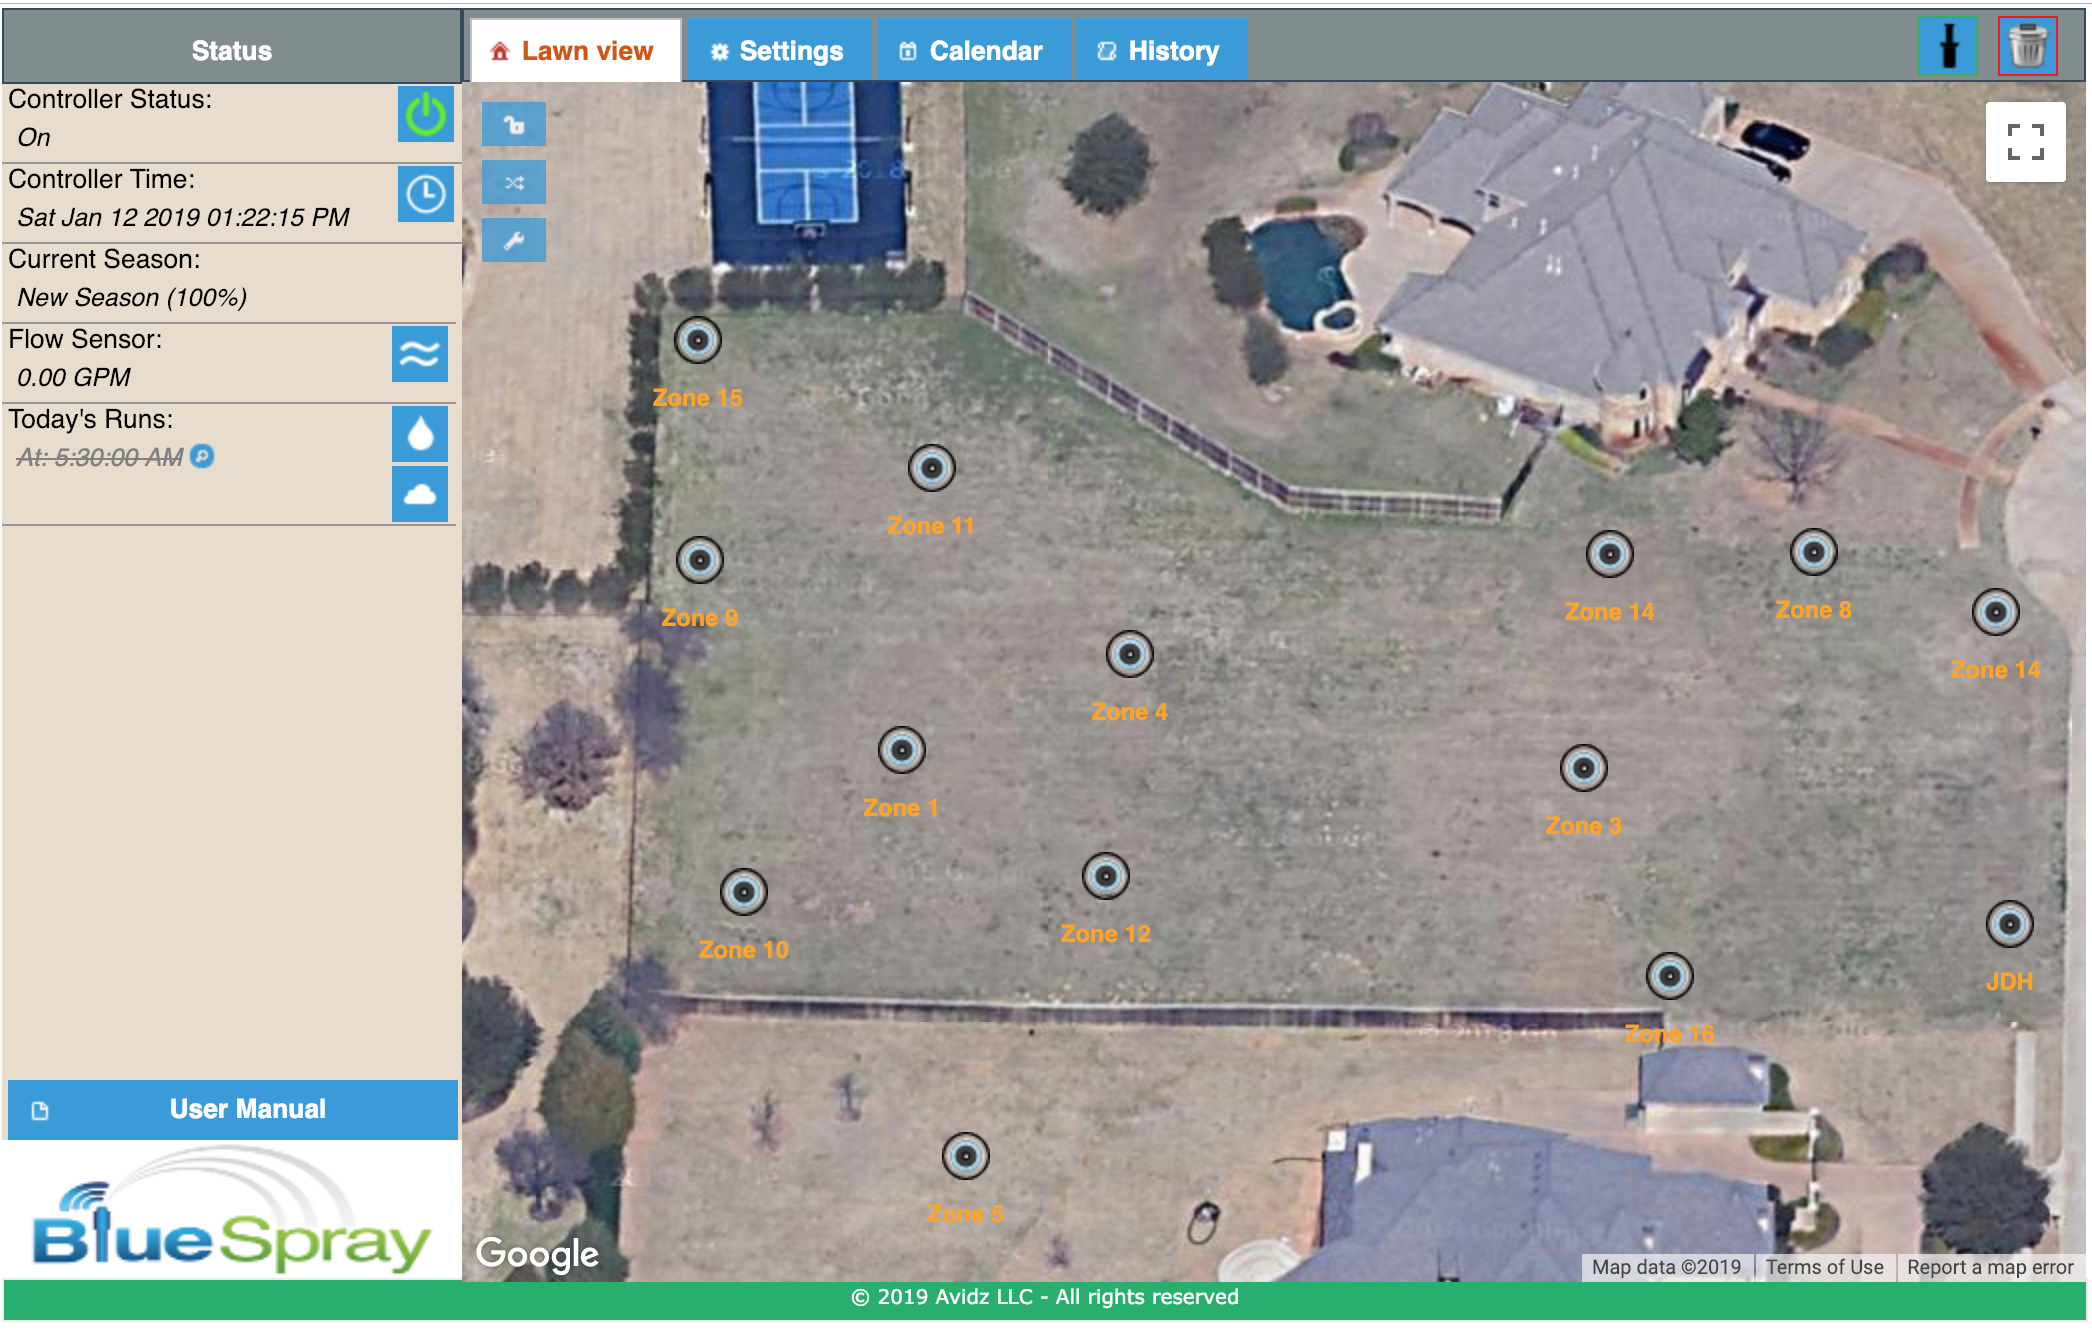 Status
Lawn view
Settings
Calendar
History
Controller Status:
On
Controller Time:
Sat Jan 12 2019 01:22:15 PM
Current Season:
New Season (100%)
Flow Sensor:
0.00 GPM
Today's Runs:
At: 5:30:00 AM
Zone 15
Zone 11
Zone 9
Zone 14
Zone 8
Zone 14
Zone 4
Zone 1
Zone 3
Zone 10
Zone 12
JDH
Zone 16
Zone 5
User Manual
BlueSpray
Google
Map data ©2019
Terms of Use
Report a map error
© 2019 Avidz LLC - All rights reserved